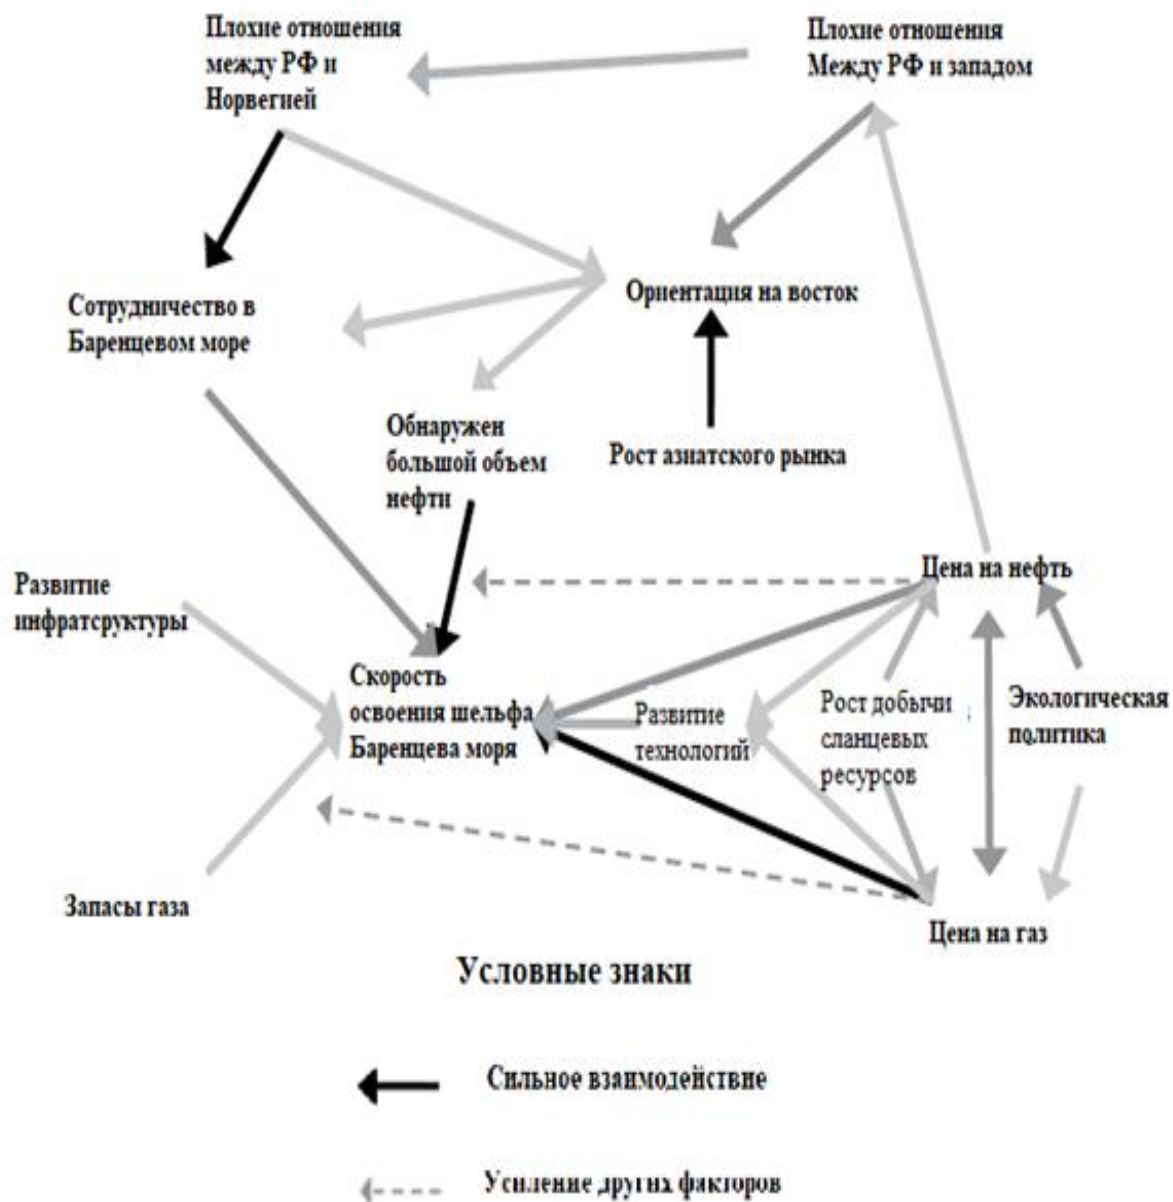 Плохие отношения
между РФ и
Норвегией
Плохие отношения
Между РФ и западом
Сотрудничество в
Баренцевом море
Ориентация на восток
Обнаружен
большой объем
нефти
Рост азиатского рынка
Развитие
инфратсруктуры
Цена на нефть
Скорость
освоения шельфа
Баренцева моря
Развитие
технологий
Рост добычи
сланцевых
ресурсов
Экологическая
политика
Запасы газа
Цена на газ
Условные знаки
Сильное взаимодействие
Усиление других факторов